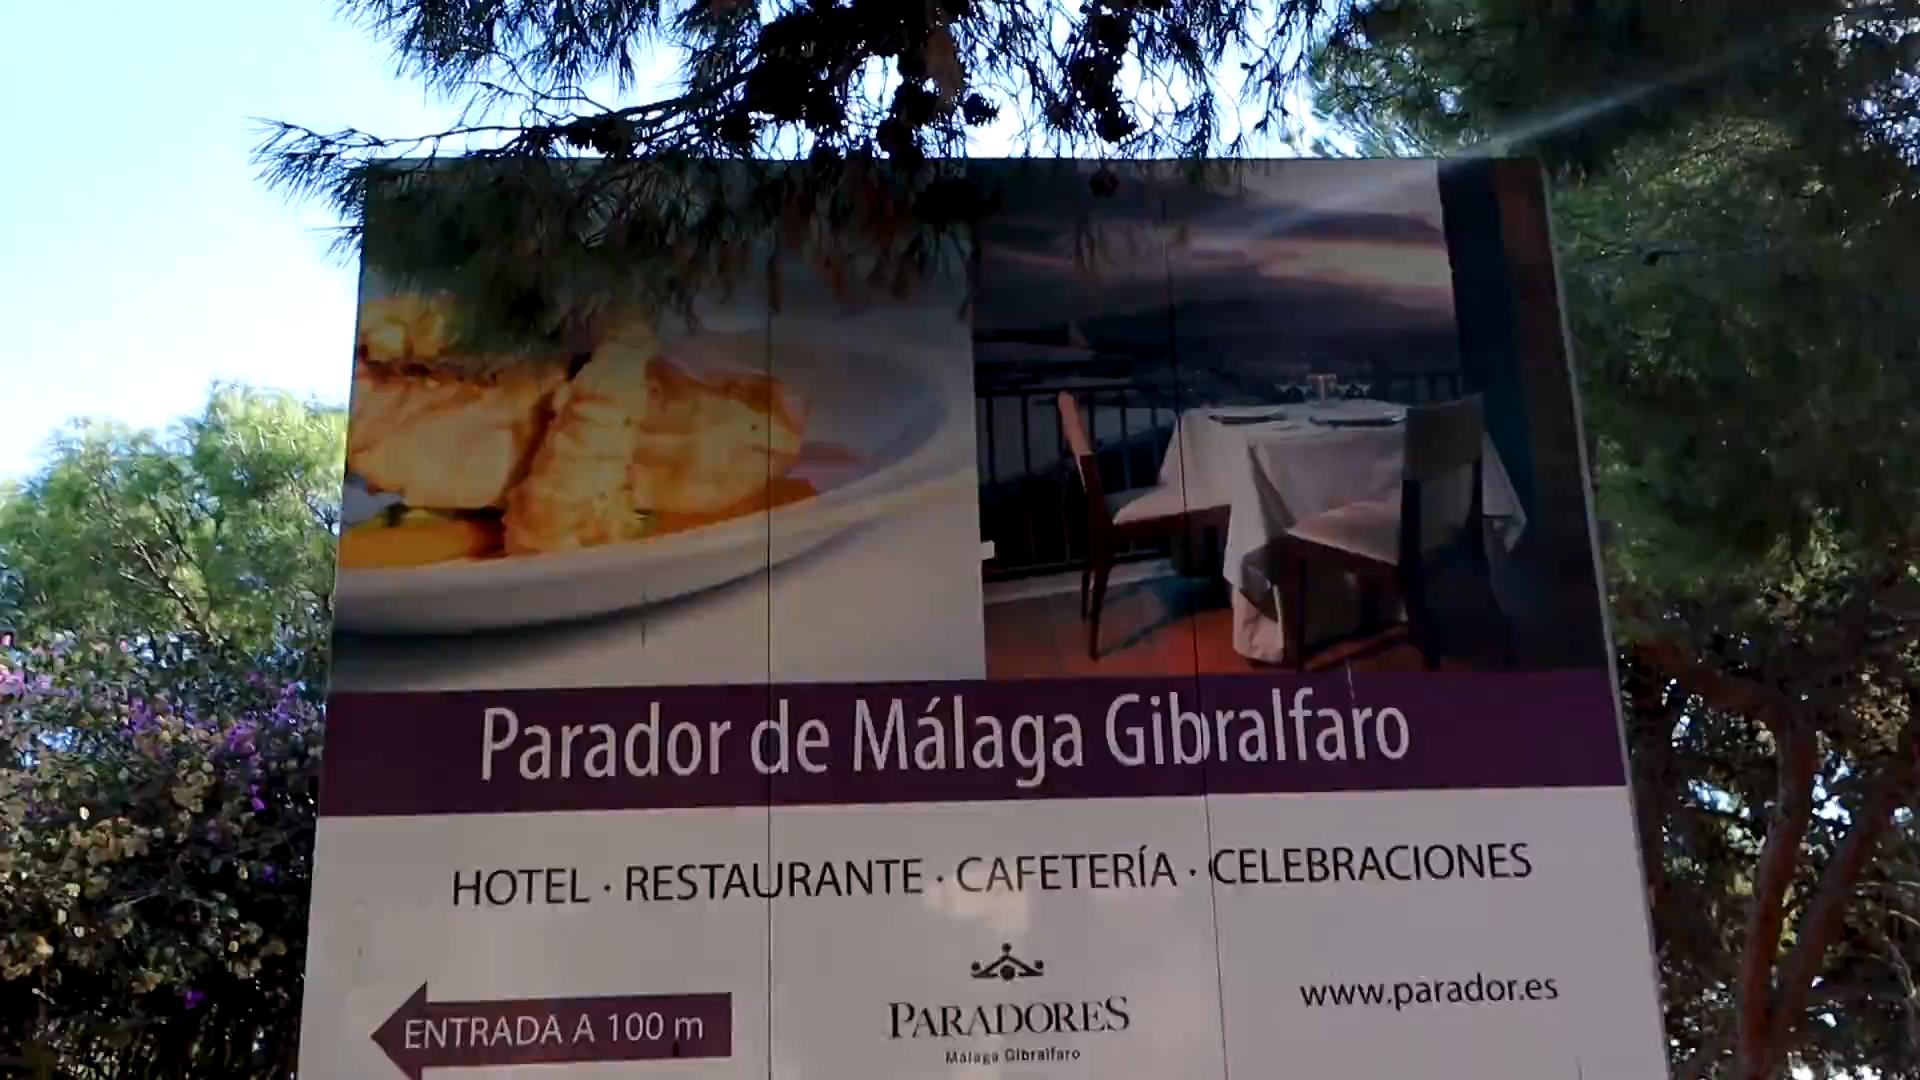 Parador de Málaga Gibralfaro
HOTEL · RESTAURANTE · CAFETERÍA · CELEBRACIONES
ENTRADA A 100 m
PARADORES
Málaga Gibralfaro
www.parador.es